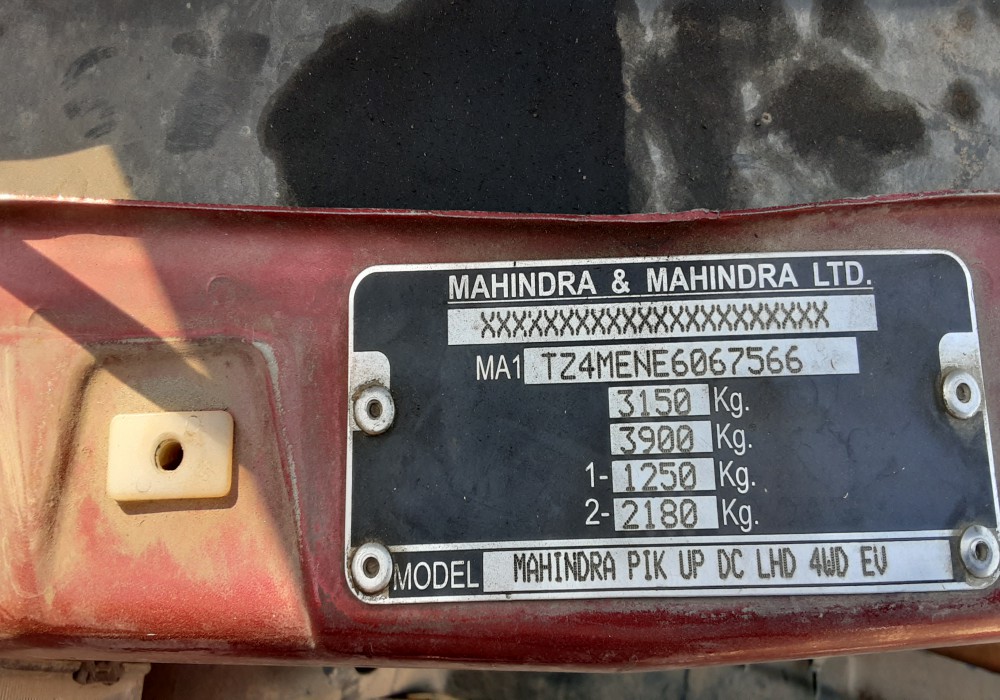 MAHINDRA & MAHINDRA LTD.
XXXXXXXXXXXXXXXXXXXXXX
MA1 TZ4MENE6067566
3150 Kg.
3900 Kg.
1- 1250 Kg.
2- 2180 Kg.
MODEL MAHINDRA PIK UP DC LHD 4WD EV